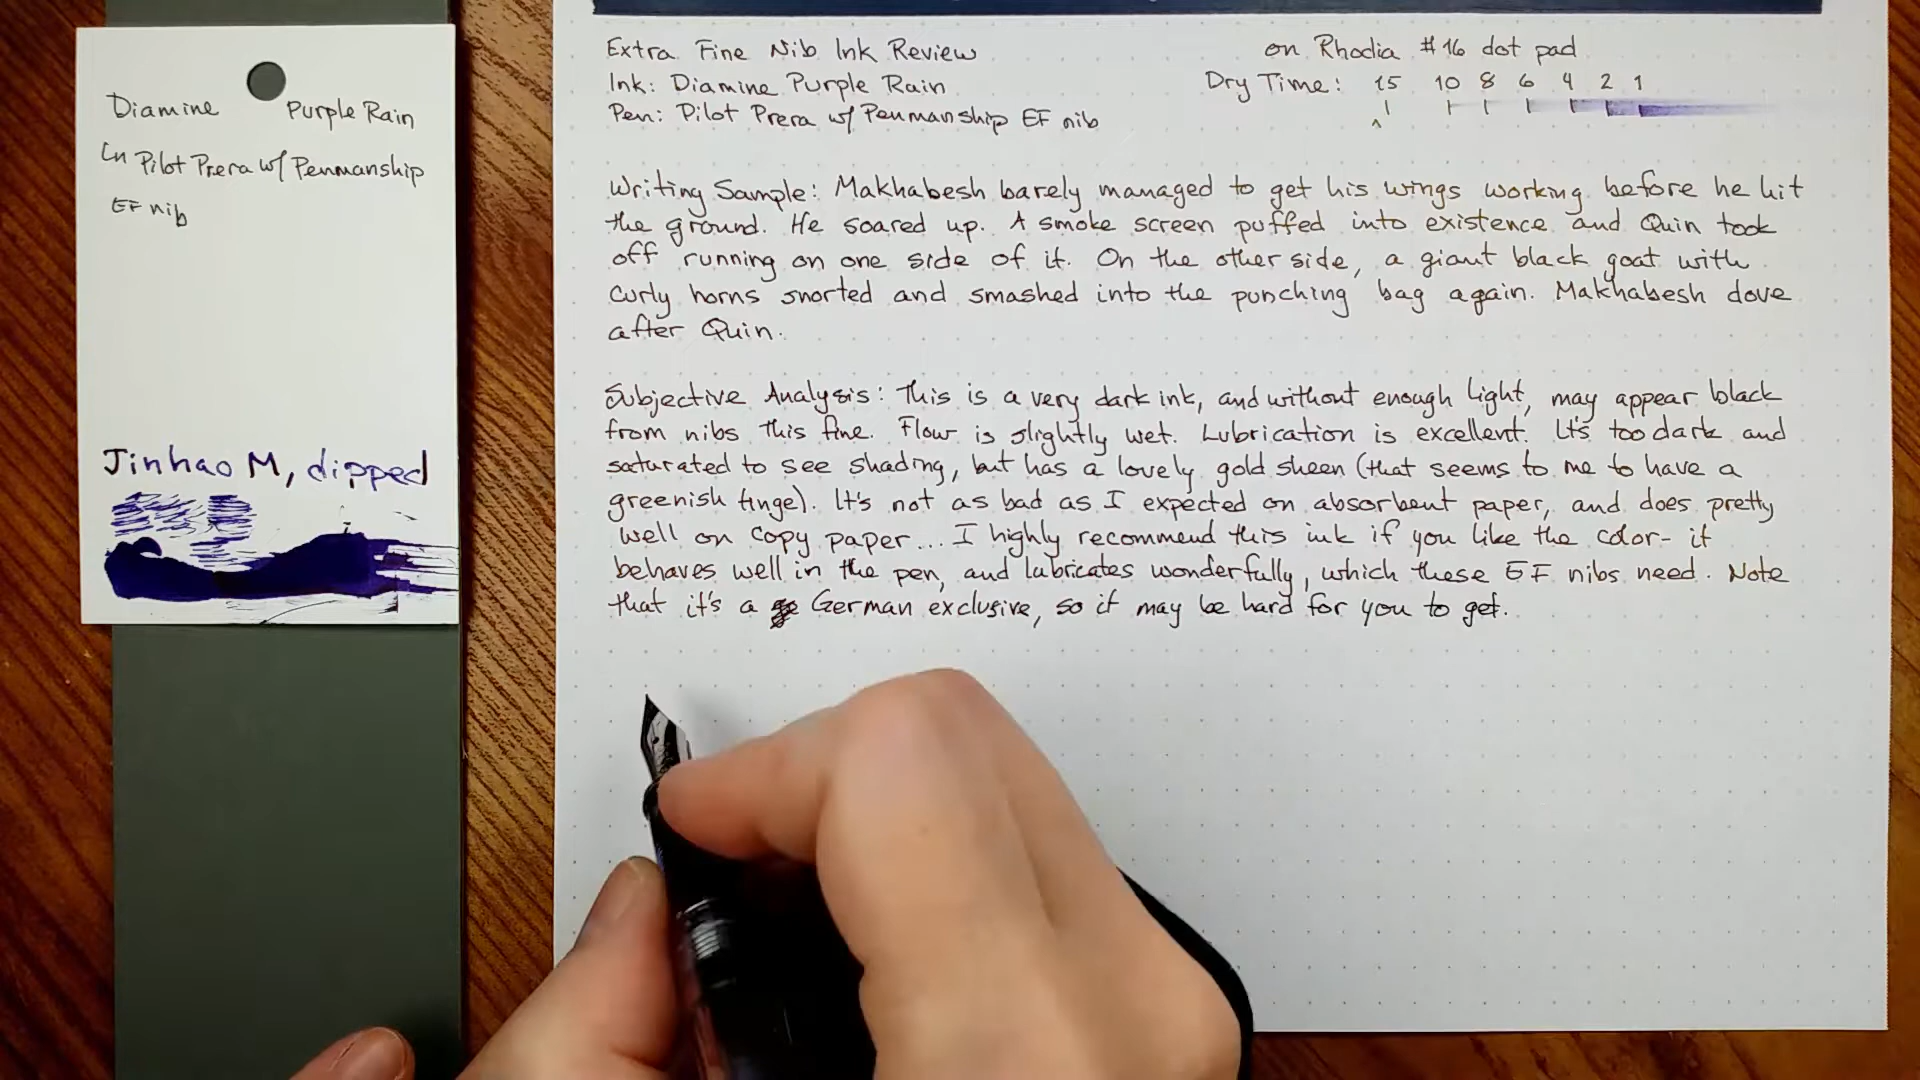 Diamine Purple Rain
in Pilot Prera w/ Penmanship
EF nib
Jinhao M, dipped
Extra Fine Nib Ink Review
on Rhodia #16 dot pad
Ink: Diamine Purple Rain
Dry Time: 15 10 8 6 4 2 1
Pen: Pilot Prera w/ Penmanship EF nib
Writing Sample: Makhabesh barely managed to get his wings working before he hit
the ground. He soared up. A smoke screen puffed into existence and Quin took
off running on one side of it. On the other side, a giant black goat with
curly horns snorted and smashed into the punching bag again. Makhabesh dove
after Quin.
Subjective Analysis: This is a very dark ink, and without enough light, may appear black
from nibs this fine. Flow is slightly wet. Lubrication is excellent. It's too dark and
saturated to see shading, but has a lovely gold sheen (that seems to me to have a
greenish tinge). It's not as bad as I expected on absorbent paper, and does pretty
well on copy paper... I highly recommend this ink if you like the color- it
behaves well in the pen, and lubricates wonderfully, which these EF nibs need. Note
that it's a German exclusive, so it may be hard for you to get.